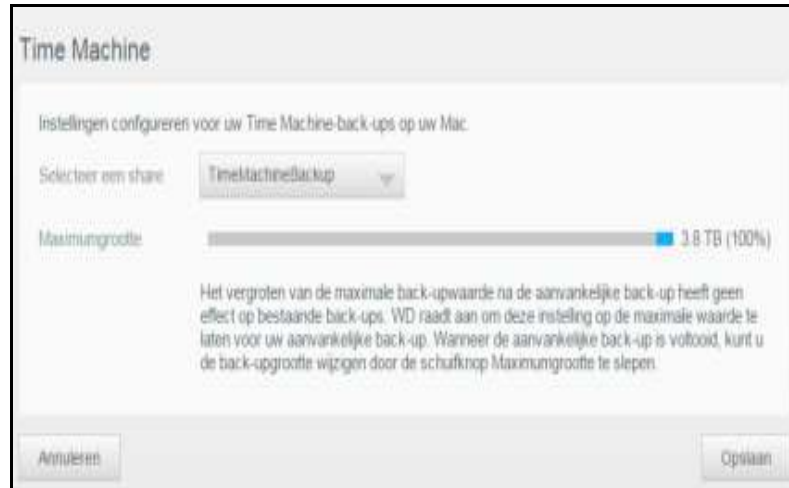 Time Machine
Instellingen configureren voor uw Time Machine-back-ups op uw Mac.
Selecteer een share
TimeMachineBackup
Maximumgrootte
3.8 TB (100%)
Het vergroten van de maximale back-upwaarde na de aanvankelijke back-up heeft geen
effect op bestaande back-ups. WD raadt aan om deze instelling op de maximale waarde te
laten voor uw aanvankelijke back-up. Wanneer de aanvankelijke back-up is voltooid, kunt u
de back-upgrootte wijzigen door de schuifknop Maximumgrootte te slepen.
Annuleren
Opslaan